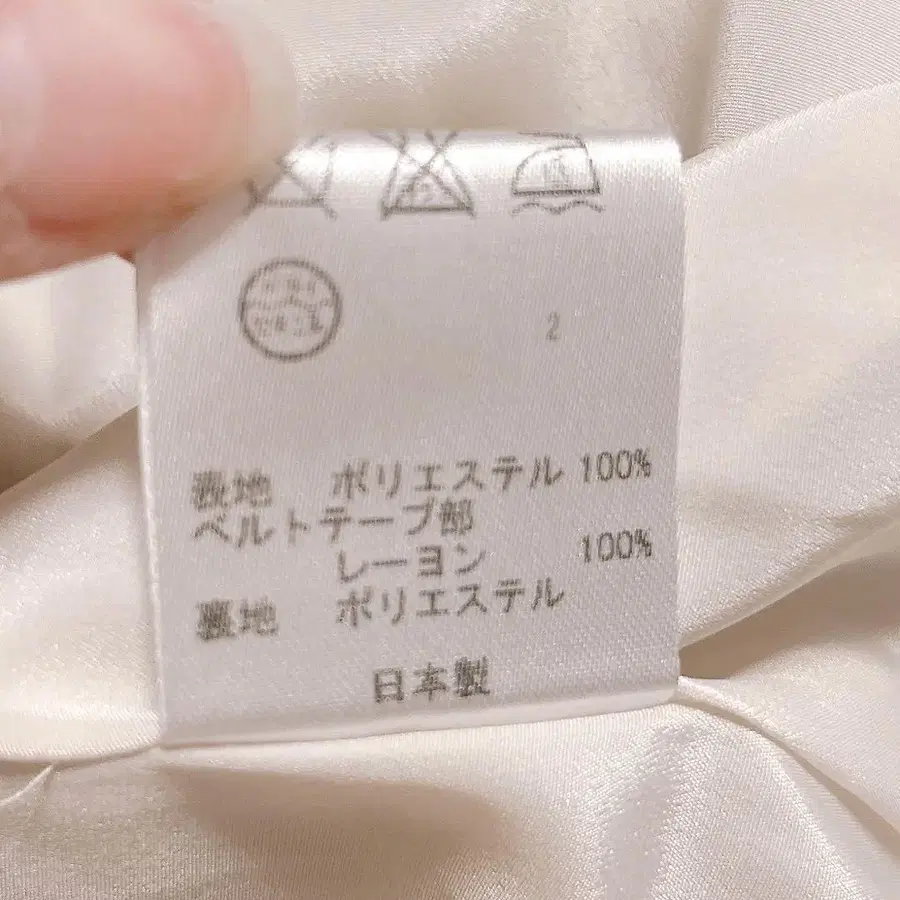 2
表地 ポリエステル 100%
ベルトテープ部
レーヨン 100%
裏地 ポリエステル
日本製